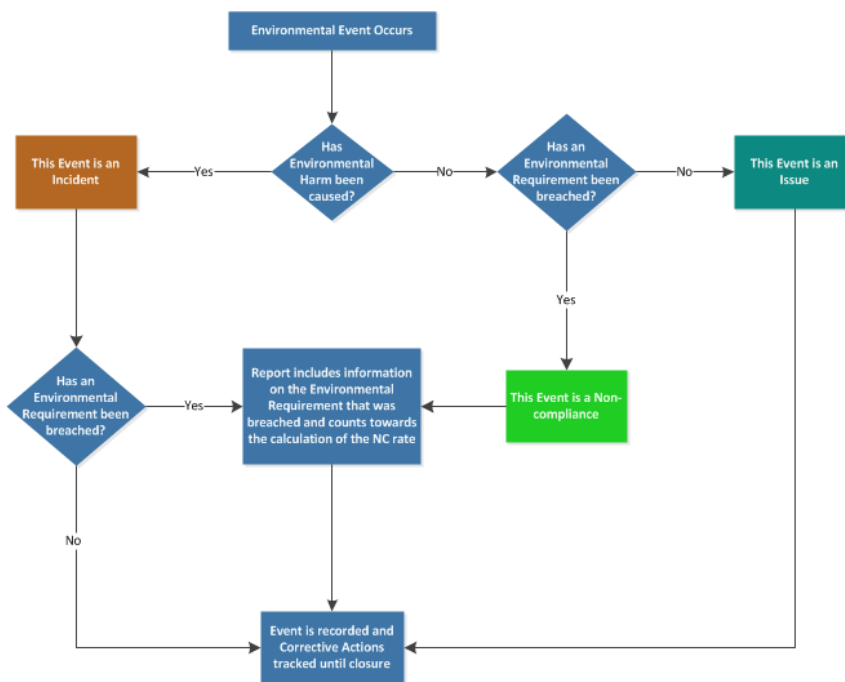 Environmental Event Occurs
This Event is an
Incident
Yes
Has
Environmental
Harm been
caused?
No
Has an
Environmental
Requirement been
breached?
No
This Event is an
Issue
Yes
Has an
Environmental
Requirement been
breached?
Yes
Report includes information
on the Environmental
Requirement that was
breached and counts towards
the calculation of the NC rate
This Event is a Non-
compliance
No
Event is recorded and
Corrective Actions
tracked until closure